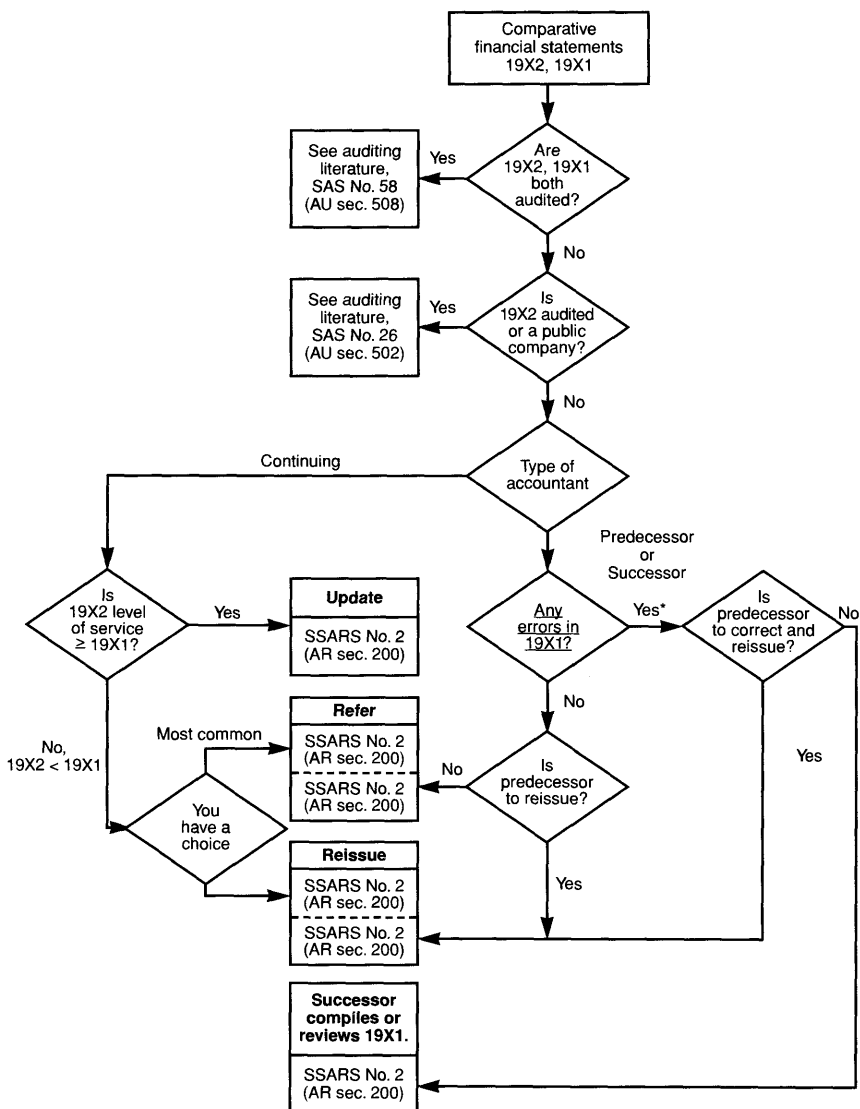 Comparative
financial statements
19X2, 19X1
Are
19X2, 19X1
both
audited?
Yes
See auditing
literature,
SAS No. 58
(AU sec. 508)
No
Is
19X2 audited
or a public
company?
Yes
See auditing
literature,
SAS No. 26
(AU sec. 502)
No
Type of
accountant
Continuing
Predecessor
or
Successor
Is
19X2 level
of service
≥ 19X1?
Yes
Update
SSARS No. 2
(AR sec. 200)
Any
errors in
19X1?
Yes*
Is
predecessor
to correct and
reissue?
No
No,
19X2 < 19X1
Most common
You
have a
choice
Refer
SSARS No. 2
(AR sec. 200)
SSARS No. 2
(AR sec. 200)
No
No
Is
predecessor
to reissue?
Yes
Yes
Reissue
SSARS No. 2
(AR sec. 200)
SSARS No. 2
(AR sec. 200)
Successor
compiles or
reviews 19X1.
SSARS No. 2
(AR sec. 200)